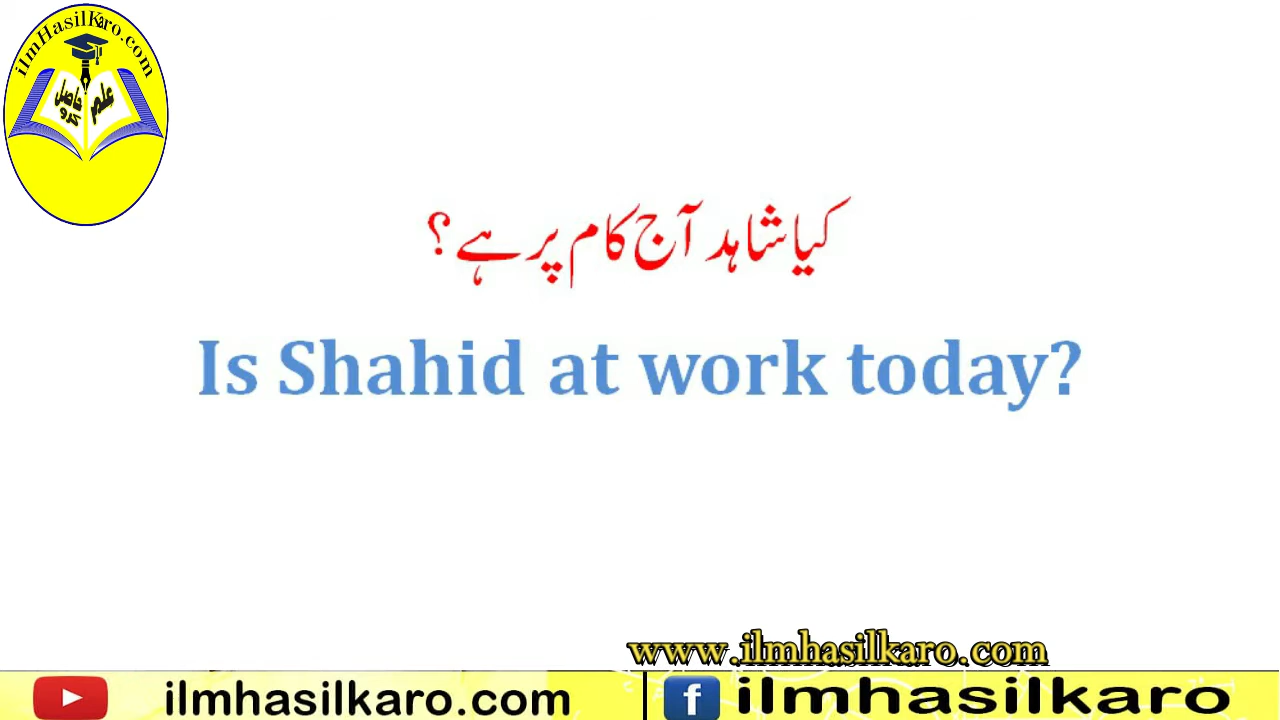 ilmHasilKaro.com
علم حاصل کرو
کیا شاہد آج کام پر ہے؟
Is Shahid at work today?
www.ilmhasilkaro.com
ilmhasilkaro.com
ilmhasilkaro